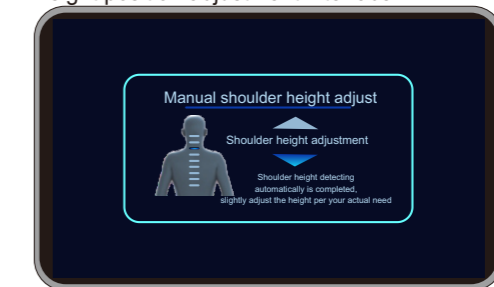 Manual shoulder height adjust
Shoulder height adjustment
Shoulder height detecting
automatically is completed,
slightly adjust the height per your actual need